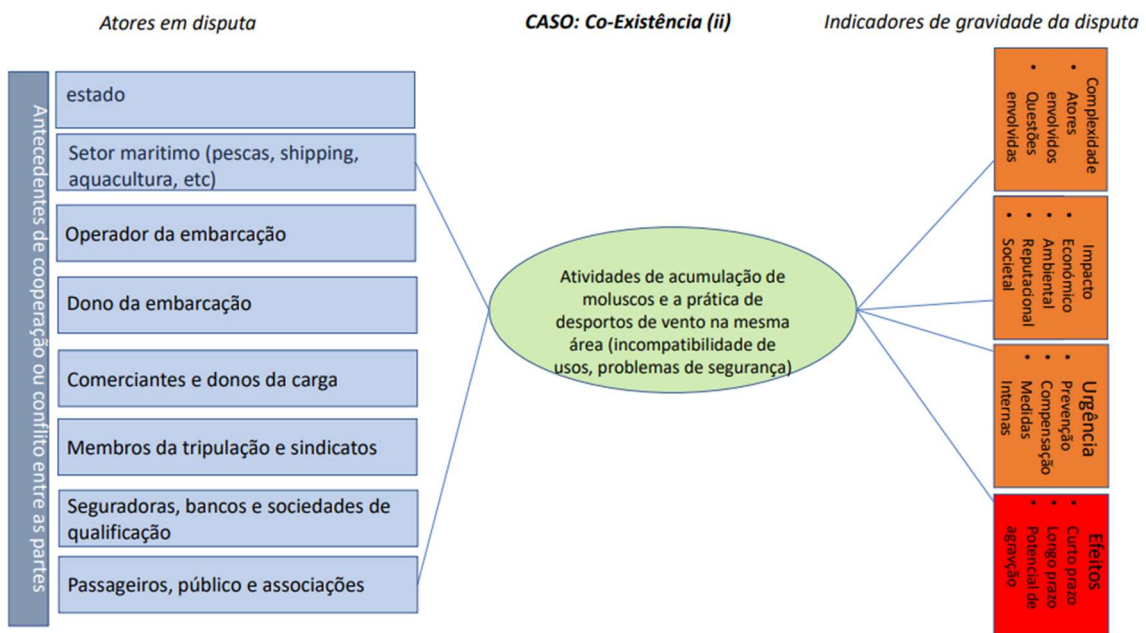 Atores em disputa
CASO: Co-Existência (ii)
Indicadores de gravidade da disputa
Antecedentes de cooperação ou conflito entre as partes
estado
Setor maritimo (pescas, shipping,
aquacultura, etc)
Operador da embarcação
Dono da embarcação
Comerciantes e donos da carga
Membros da tripulação e sindicatos
Seguradoras, bancos e sociedades de
qualificação
Passageiros, público e associações
Atividades de acumulação de
moluscos e a prática de
desportos de vento na mesma
área (incompatibilidade de
usos, problemas de segurança)
Complexidade
• Atores
envolvidos
• Questões
envolvidas
Impacto
• Económico
• Ambiental
• Reputacional
• Societal
Urgência
• Prevenção
• Compensação
• Medidas
Internas
Efeitos
• Curto prazo
• Longo prazo
• Potencial de
agravção